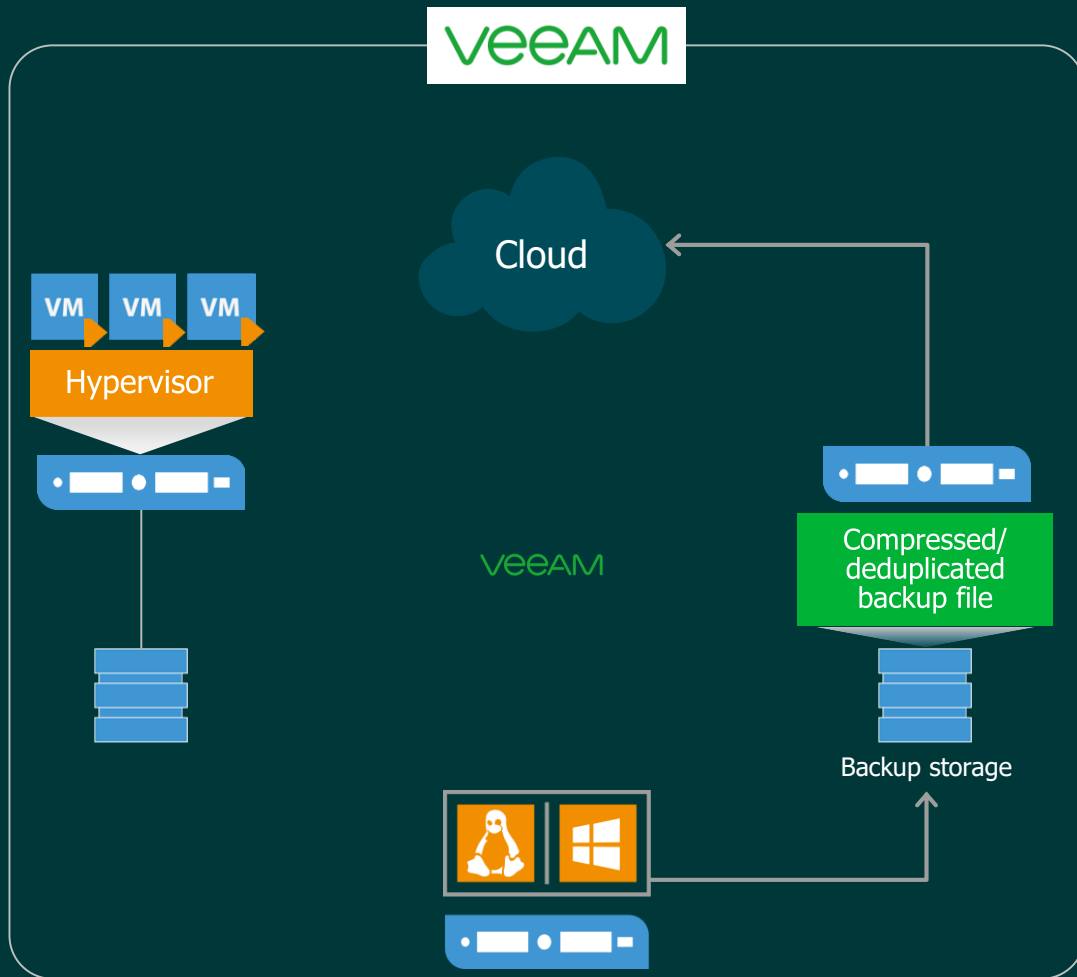 veeAM
Cloud
VM VM VM
Hypervisor
veeAM
Compressed/
deduplicated
backup file
Backup storage